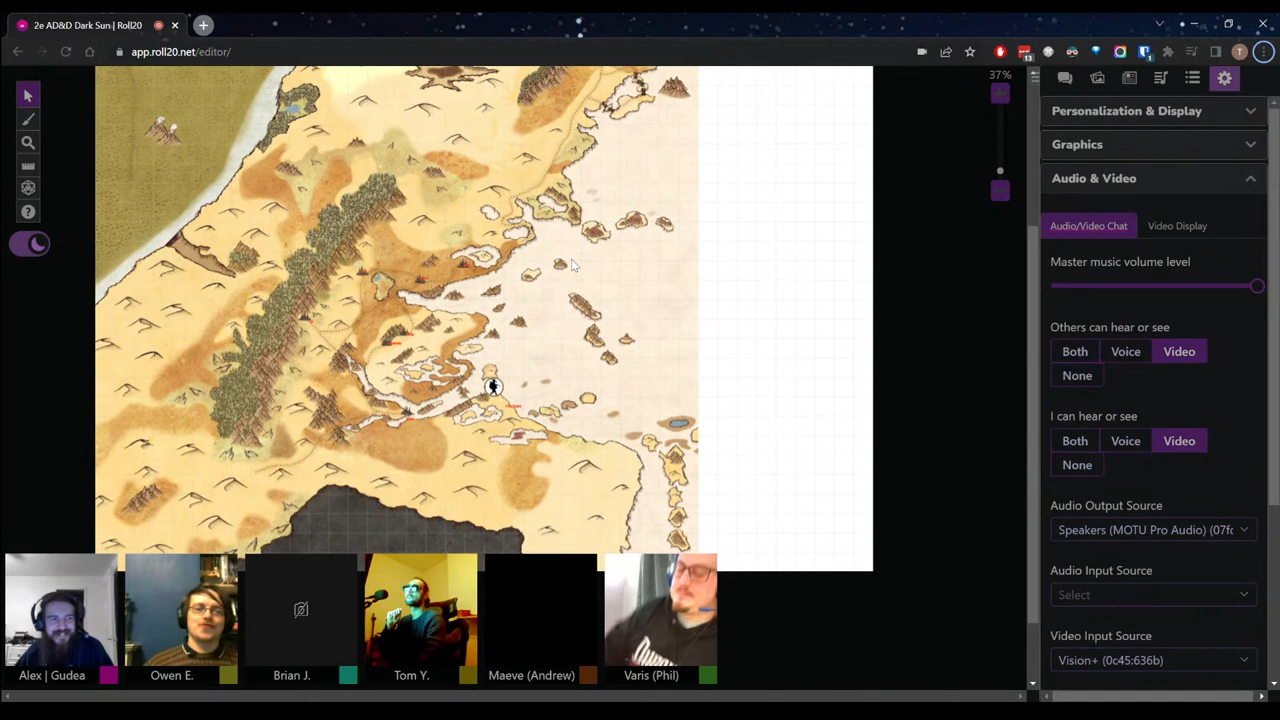 2e AD&D Dark Sun | Roll20
app.roll20.net/editor/
13
1
T
37%
Personalization & Display
Graphics
Audio & Video
Audio/Video Chat
Video Display
Master music volume level
Others can hear or see
Both
Voice
Video
None
I can hear or see
Both
Voice
Video
None
Audio Output Source
Speakers (MOTU Pro Audio) (07fc
Audio Input Source
Select
Video Input Source
Vision+ (0c45:636b)
Alex | Gudea
Owen E.
Brian J.
Tom Y.
Maeve (Andrew)
Varis (Phil)